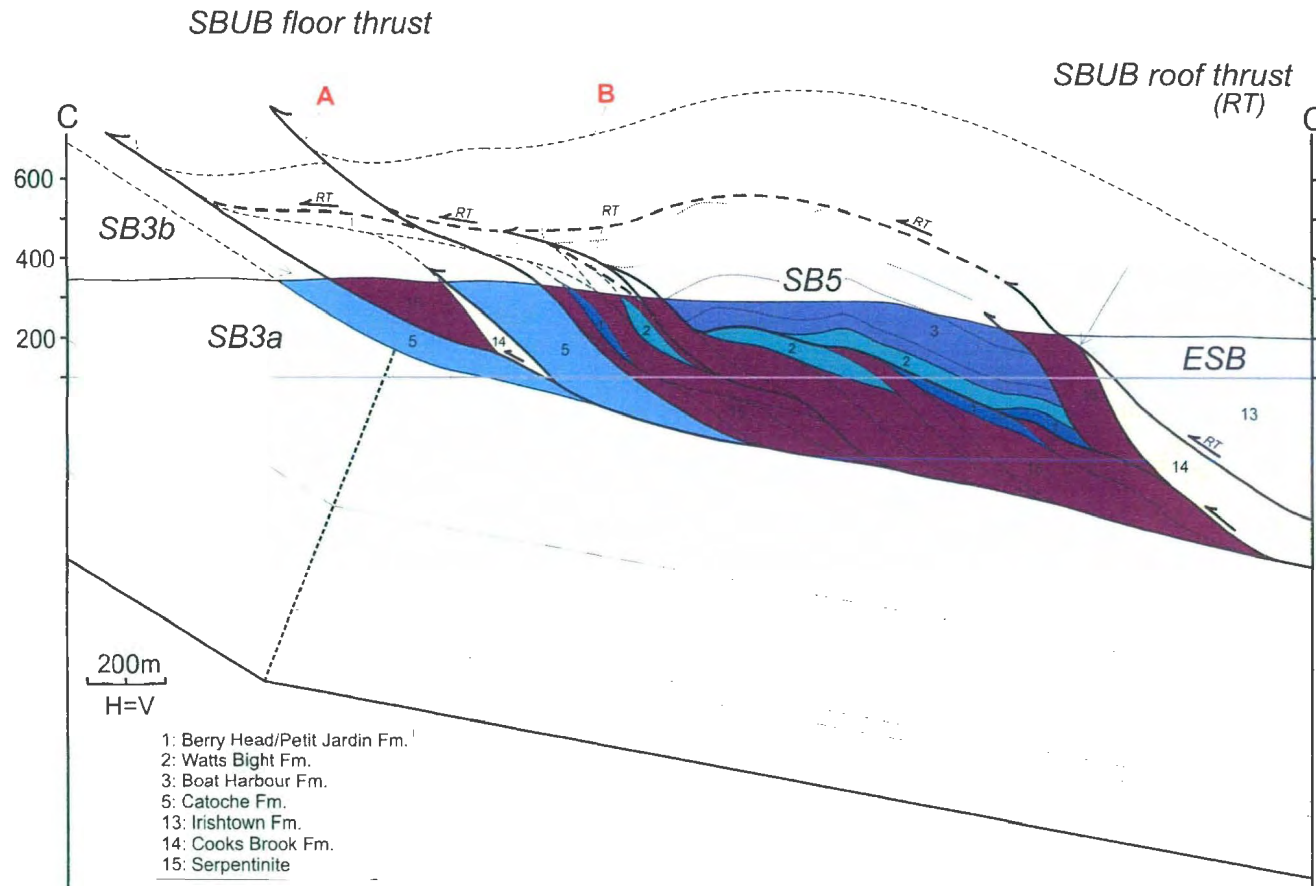 SBUB floor thrust
A
B
SBUB roof thrust
(RT)
C
C
600
400
200
SB3b
SB3a
SB5
ESB
RT
RT
RT
RT
RT
5
14
5
2
2
2
3
13
14
200m
H=V
1: Berry Head/Petit Jardin Fm.
2: Watts Bight Fm.
3: Boat Harbour Fm.
5: Catoche Fm.
13: Irishtown Fm.
14: Cooks Brook Fm.
15: Serpentinite